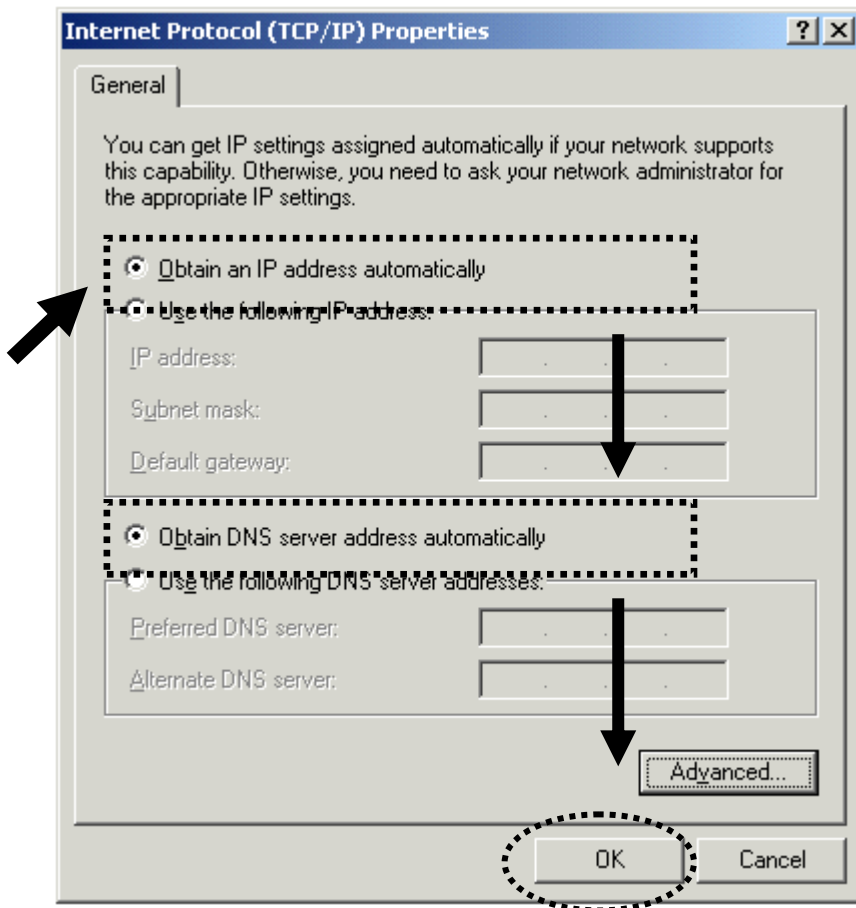 Internet Protocol (TCP/IP) Properties
General
You can get IP settings assigned automatically if your network supports
this capability. Otherwise, you need to ask your network administrator for
the appropriate IP settings.
Obtain an IP address automatically
Use the following IP address:
IP address:
Subnet mask:
Default gateway:
Obtain DNS server address automatically
Use the following DNS server addresses:
Preferred DNS server:
Alternate DNS server:
Advanced...
OK Cancel